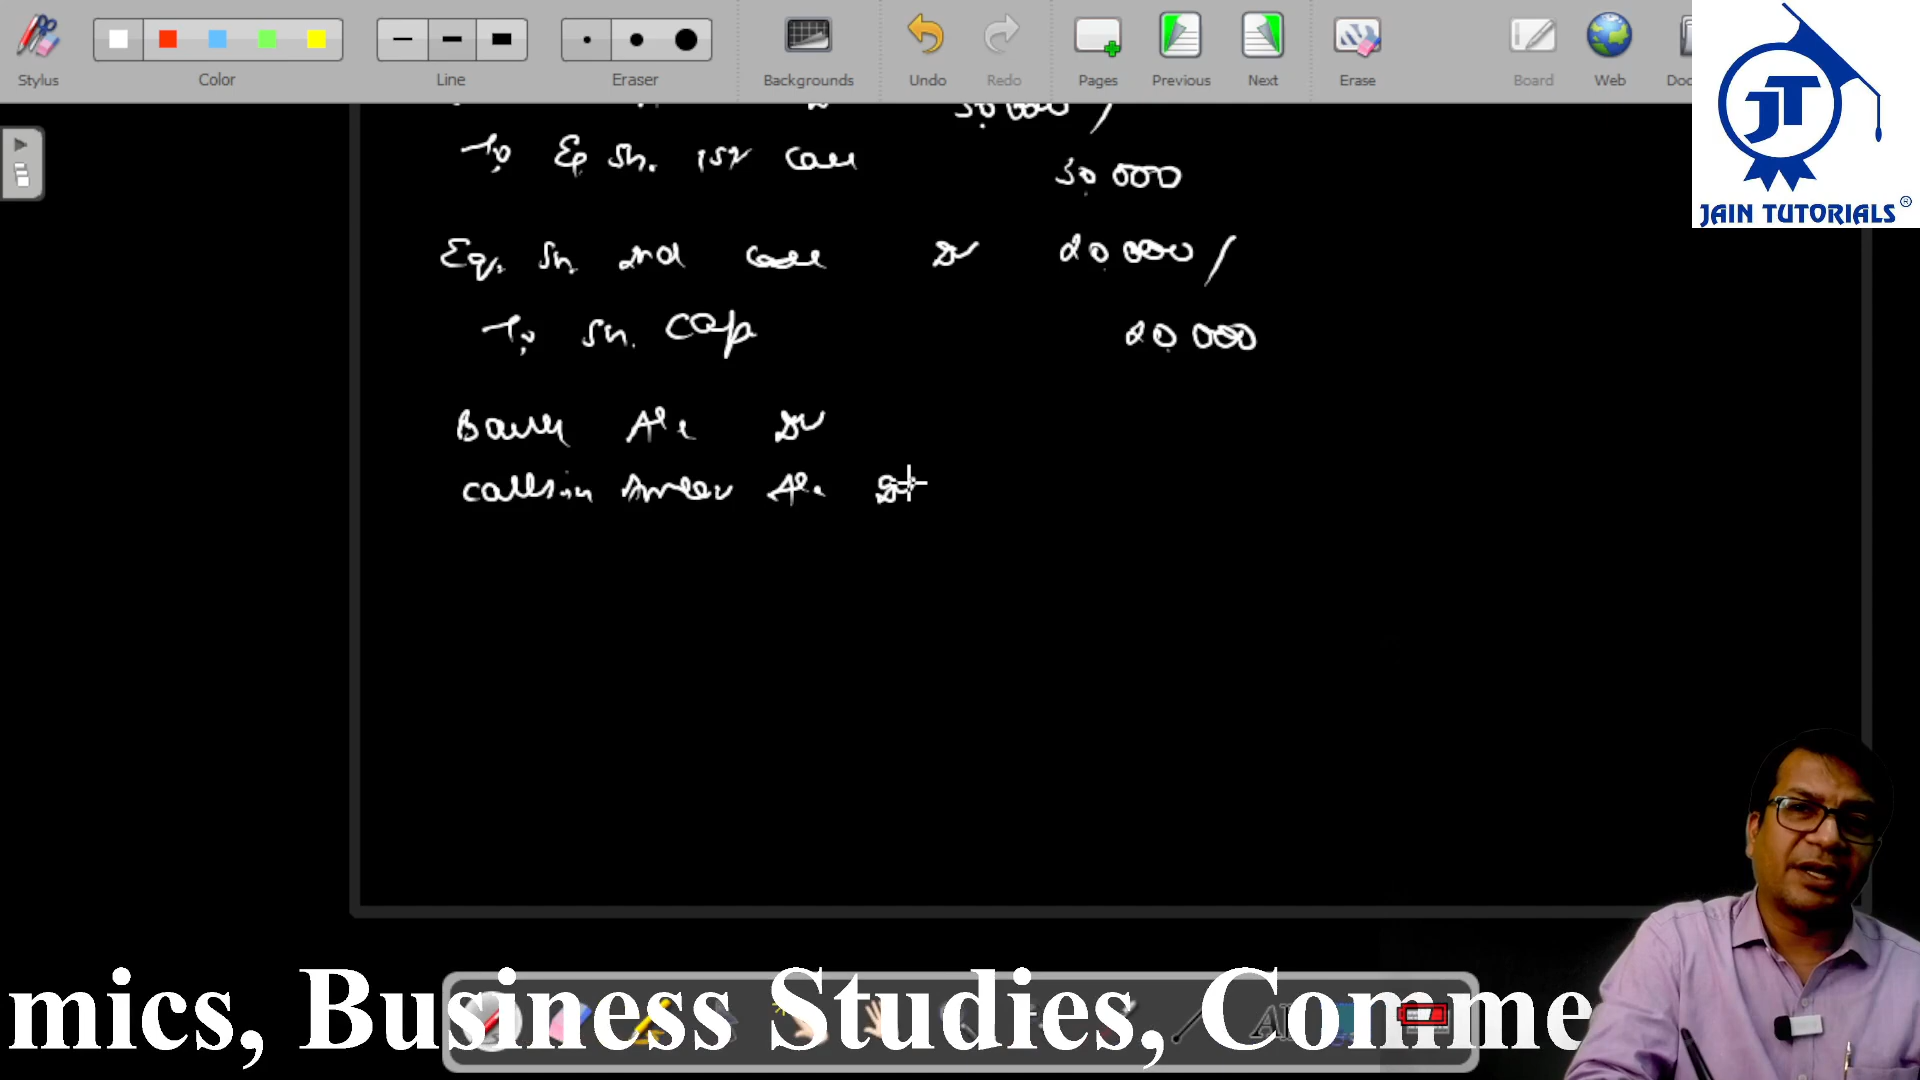 Stylus
Color
Line
Eraser
Backgrounds
Undo
Redo
Pages
Previous
Next
Erase
Board
Web
JT
JAIN TUTORIALS®
To Eq Sh. 1st Call 30,000
Eq. Sh. 2nd Call Dr 20,000/
To Sh. Cap 20,000
Bank A/c Dr
Calls in Arrear A/c Dr
mics, Business Studies, Comme